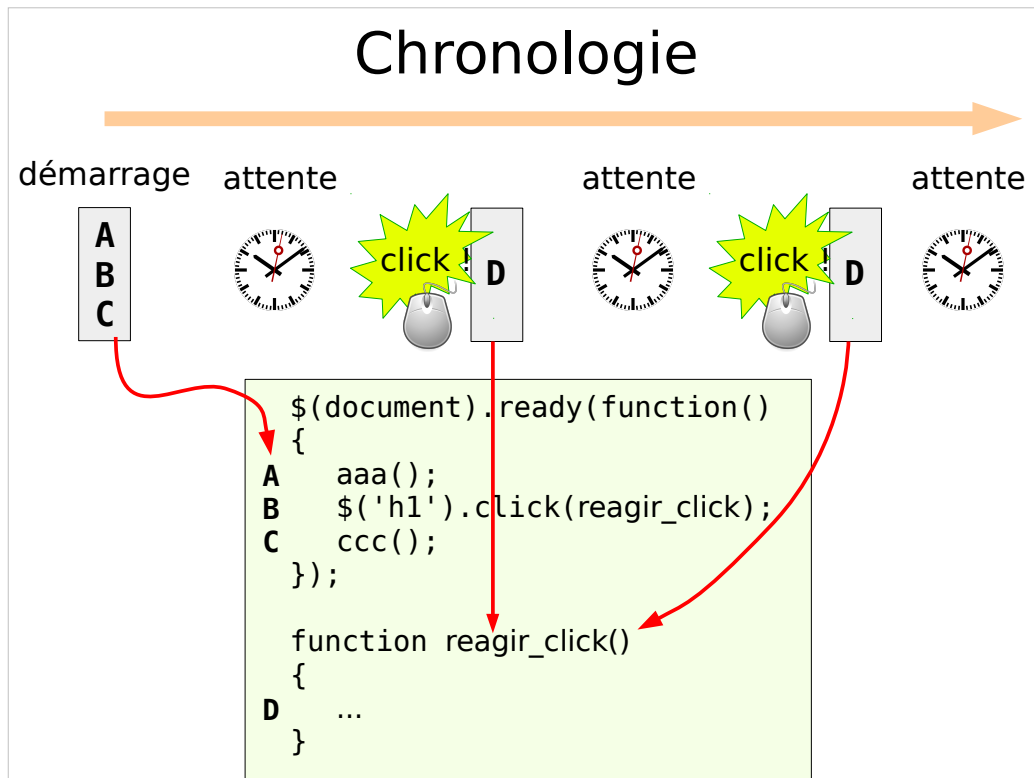 Chronologie
démarrage attente attente attente
A
B
C
click !
D
click !
D
$(document).ready(function()
{
A aaa();
B $('h1').click(reagir_click);
C ccc();
});
function reagir_click()
{
D ...
}